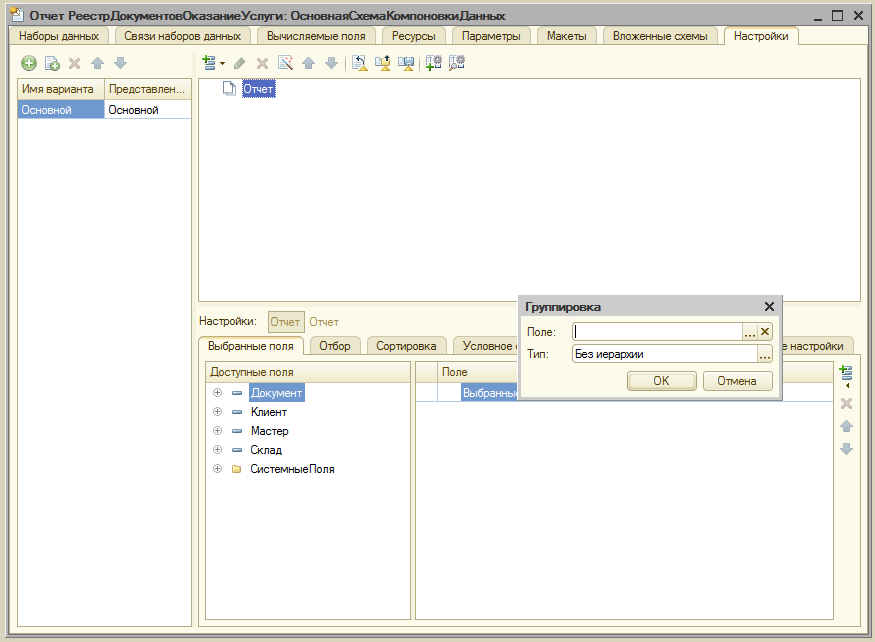 Отчет РеестрДокументовОказаниеУслуги: ОсновнаяСхемаКомпоновкиДанных
Наборы данных Связи наборов данных Вычисляемые поля Ресурсы Параметры Макеты Вложенные схемы Настройки
Имя варианта Представлен...
Основной Основной
Отчет
Группировка
Поле:
Тип: Без иерархии
OK Отмена
Настройки: Отчет Отчет
Выбранные поля Отбор Сортировка Условное е настройки
Доступные поля Поле
Документ Выбранные
Клиент
Мастер
Склад
СистемныеПоля